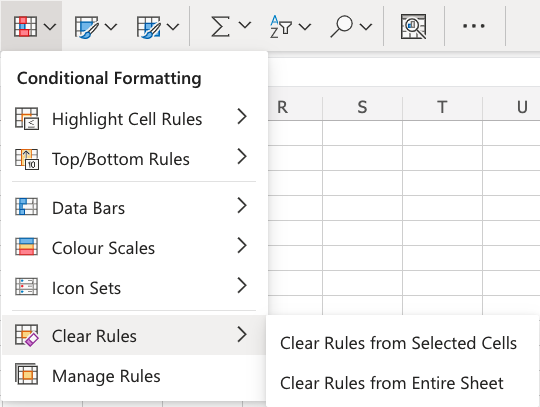 Conditional Formatting
R S T U
Highlight Cell Rules
Top/Bottom Rules
10
Data Bars
Colour Scales
Icon Sets
Clear Rules
Clear Rules from Selected Cells
Manage Rules
Clear Rules from Entire Sheet
A
Z